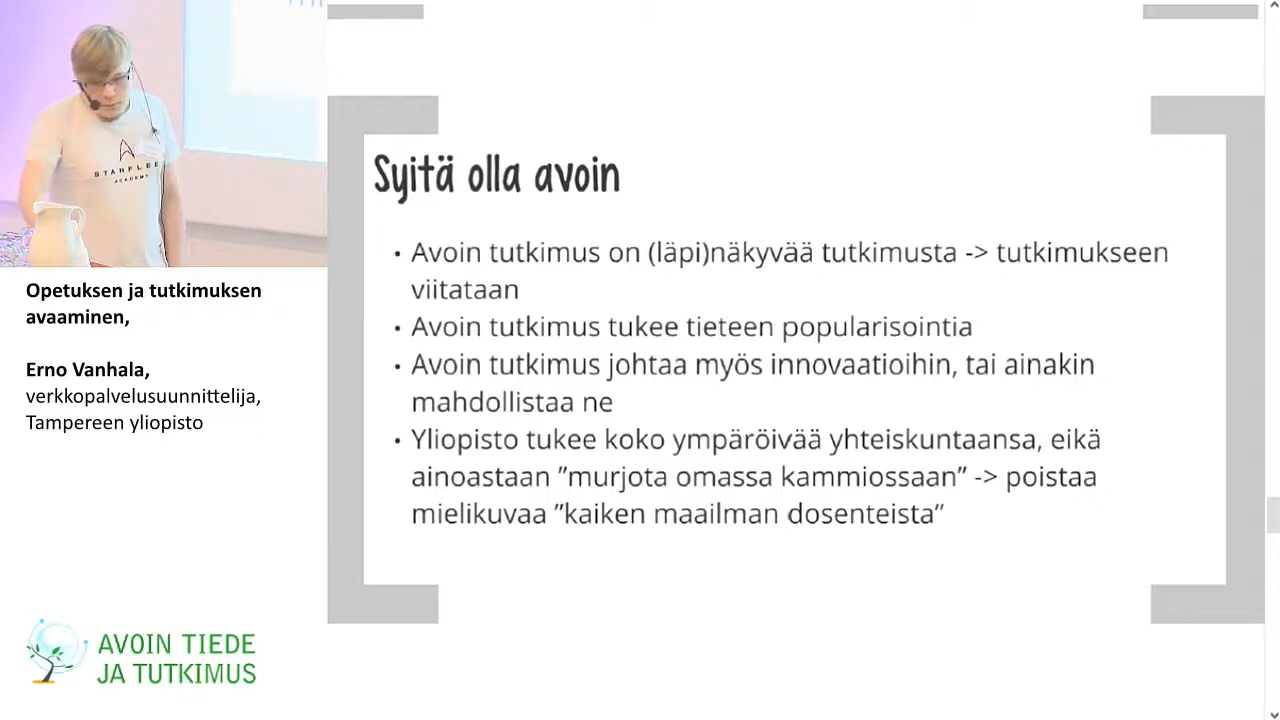 STARFLEE
ACADEMY
Opetuksen ja tutkimuksen
avaaminen,
Erno Vanhala,
verkkopalvelusuunnittelija,
Tampereen yliopisto
AVOIN TIEDE
JA TUTKIMUS
Syitä olla avoin
• Avoin tutkimus on (läpi)näkyvää tutkimusta -> tutkimukseen
viitataan
• Avoin tutkimus tukee tieteen popularisointia
• Avoin tutkimus johtaa myös innovaatioihin, tai ainakin
mahdollistaa ne
• Yliopisto tukee koko ympäröivää yhteiskuntaansa, eikä
ainoastaan ”murjota omassa kammiossaan” -> poistaa
mielikuvaa ”kaiken maailman dosenteista”